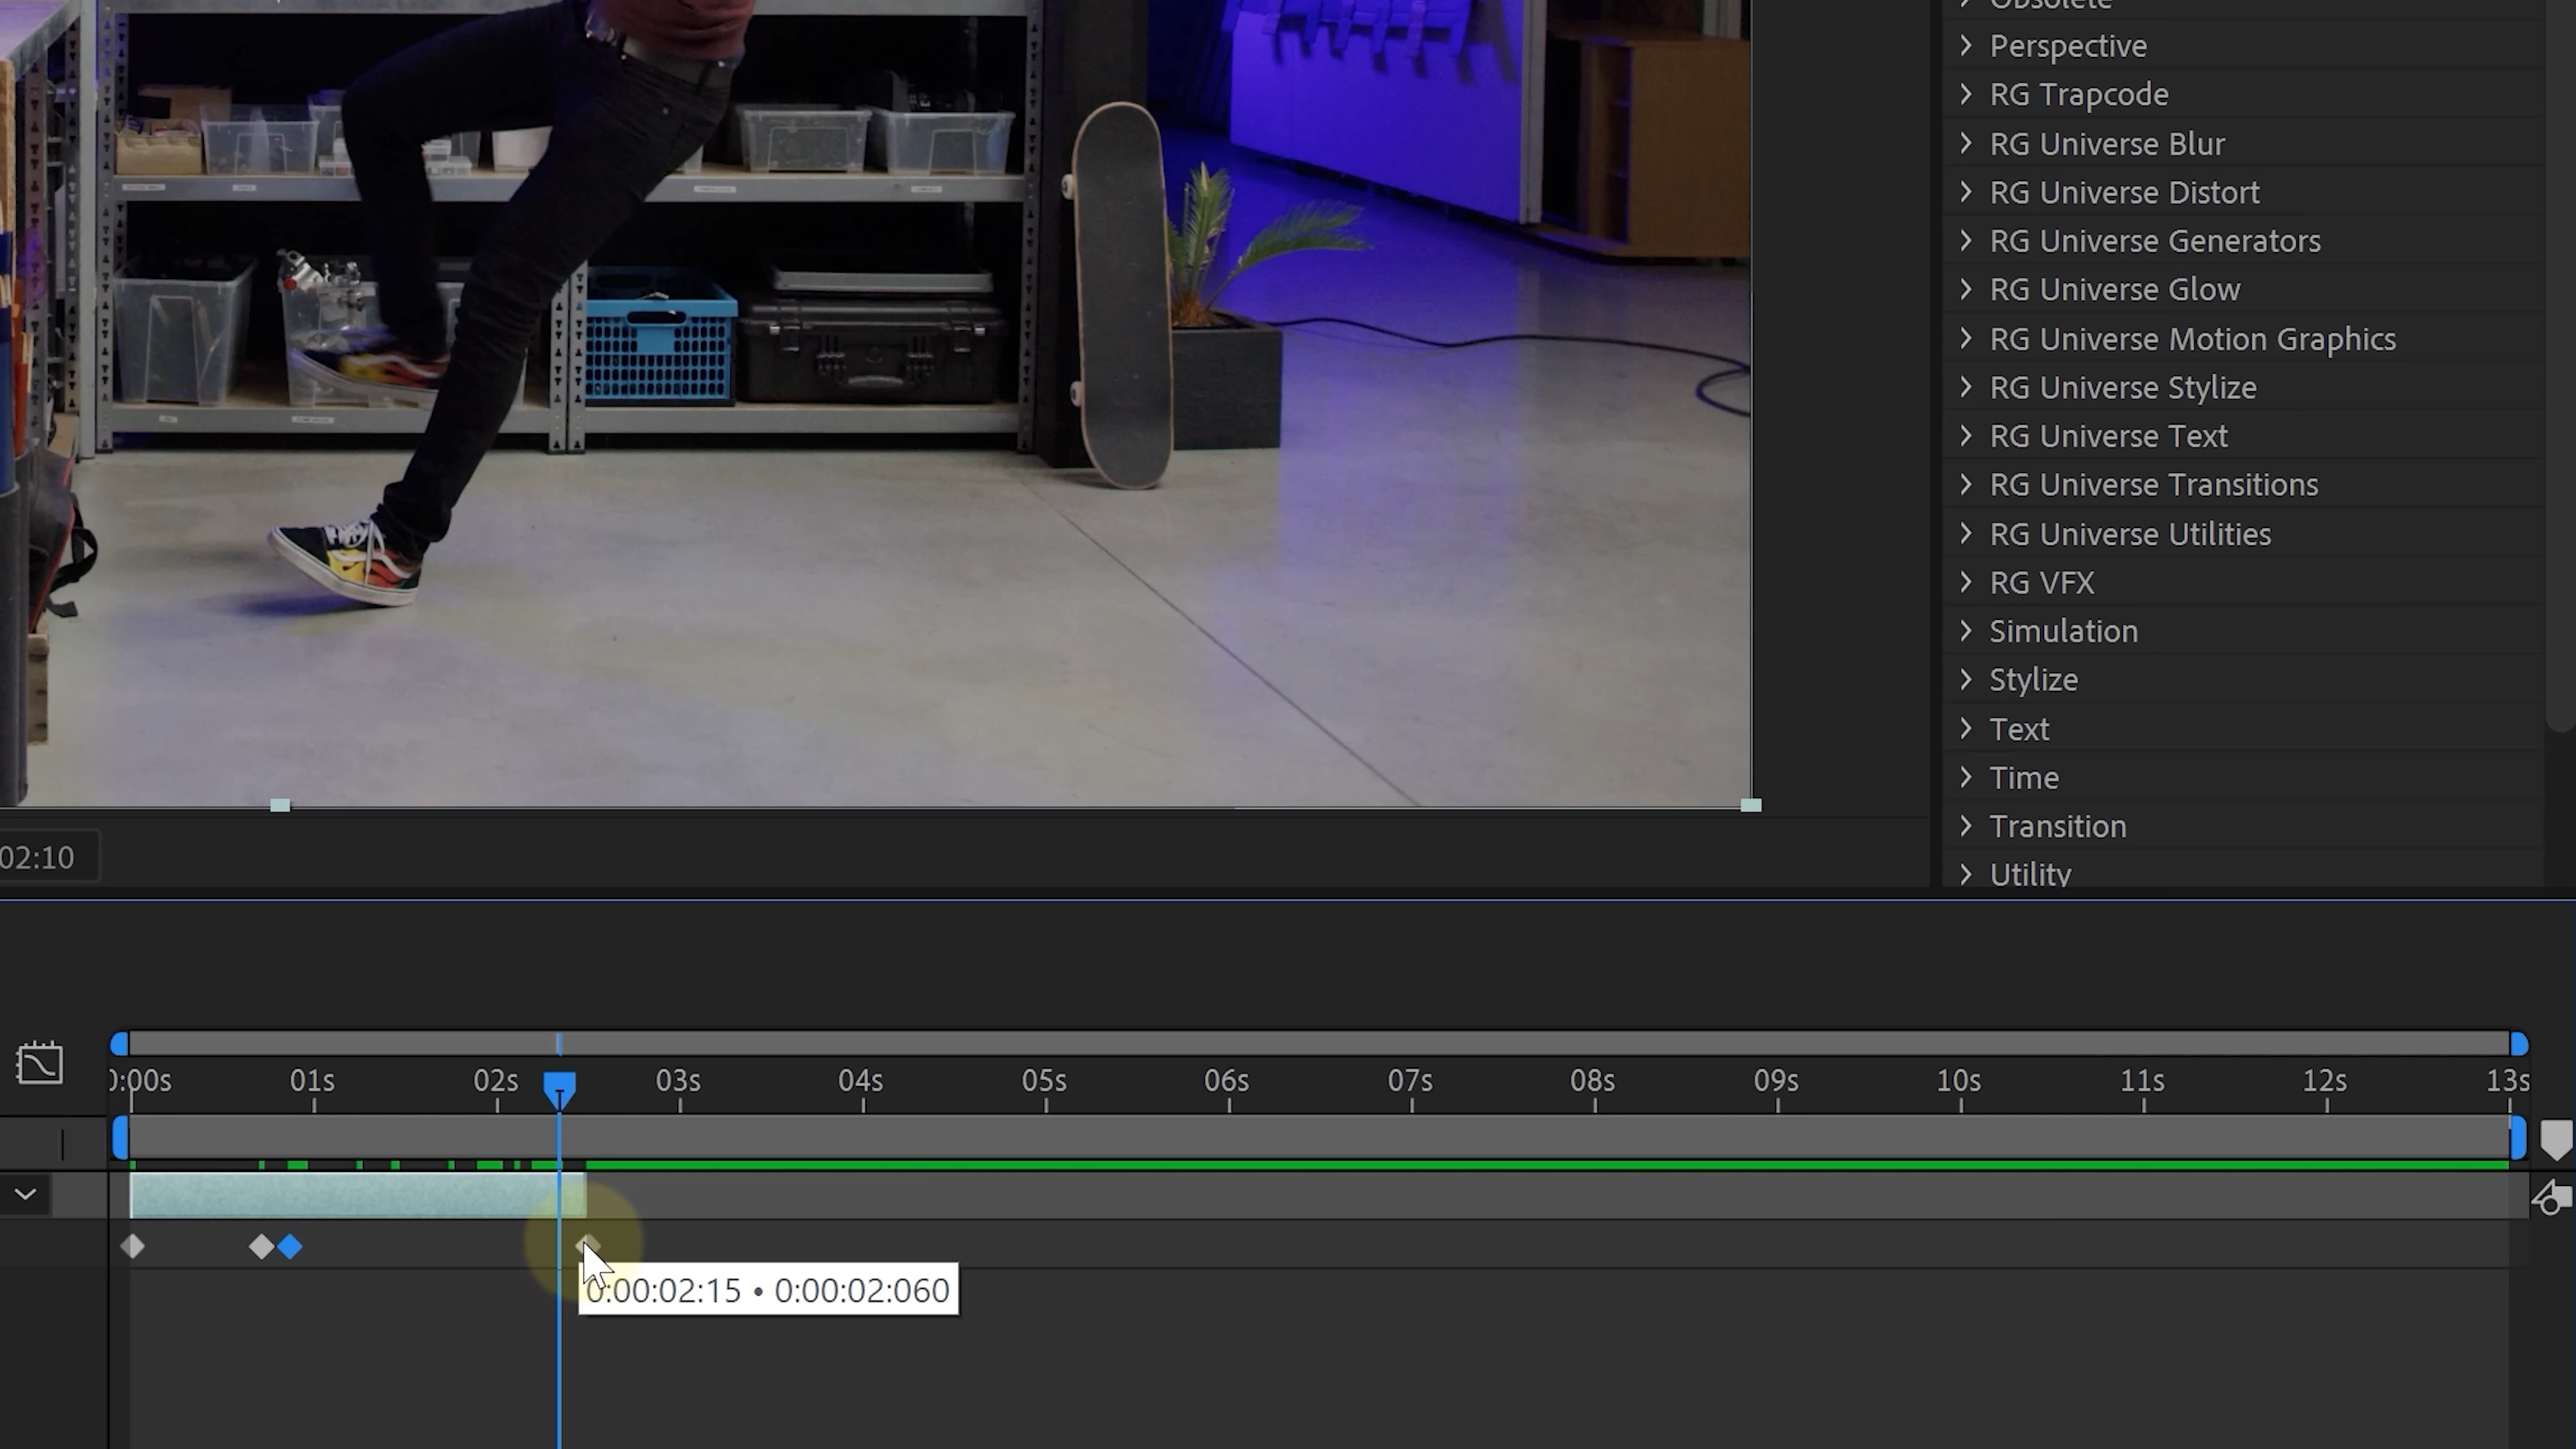 Obsolete
Perspective
RG Trapcode
RG Universe Blur
RG Universe Distort
RG Universe Generators
RG Universe Glow
RG Universe Motion Graphics
RG Universe Stylize
RG Universe Text
RG Universe Transitions
RG Universe Utilities
RG VFX
Simulation
Stylize
Text
Time
Transition
Utility
02:10
0:00s 01s 02s 03s 04s 05s 06s 07s 08s 09s 10s 11s 12s 13s
0:00:02:15 • 0:00:02:060